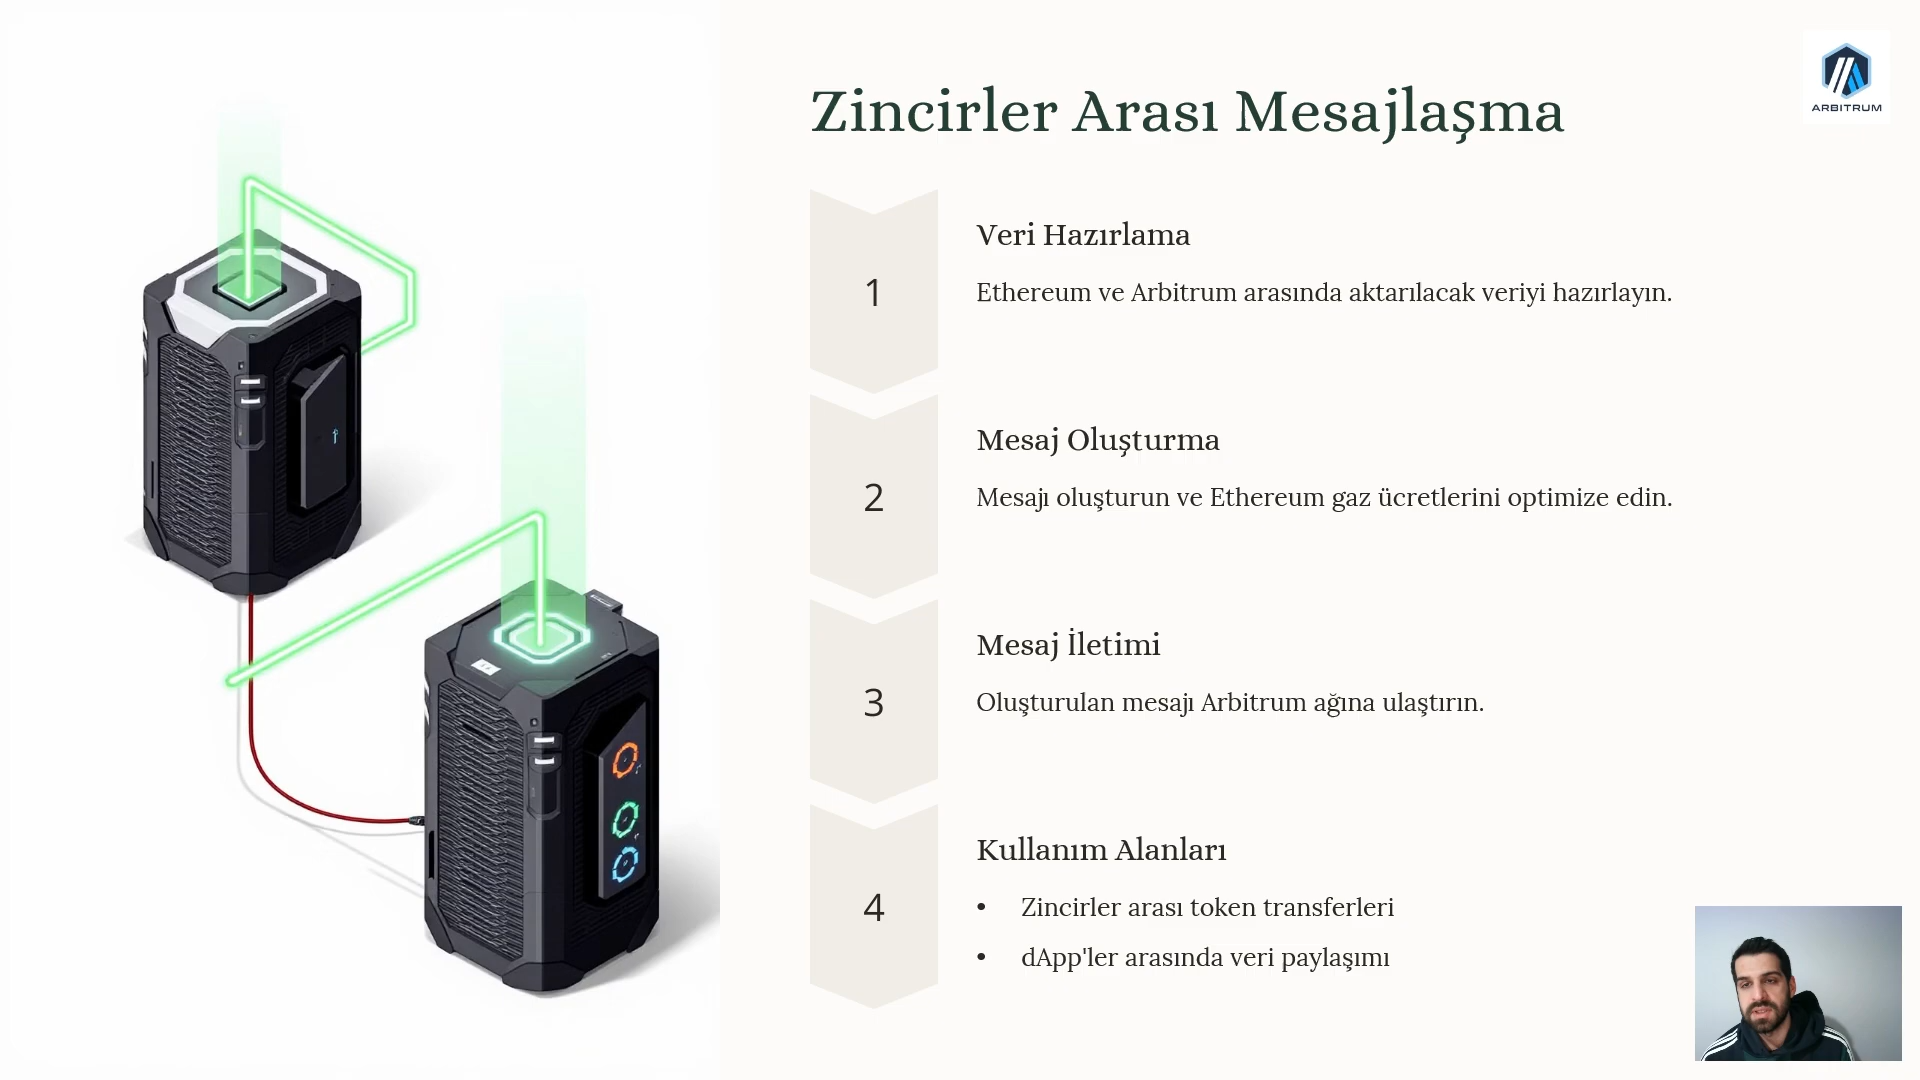 Zincirler Arası Mesajlaşma
ARBITRUM
1
Veri Hazırlama
Ethereum ve Arbitrum arasında aktarılacak veriyi hazırlayın.
2
Mesaj Oluşturma
Mesajı oluşturun ve Ethereum gaz ücretlerini optimize edin.
3
Mesaj İletimi
Oluşturulan mesajı Arbitrum ağına ulaştırın.
4
Kullanım Alanları
• Zincirler arası token transferleri
• dApp'ler arasında veri paylaşımı